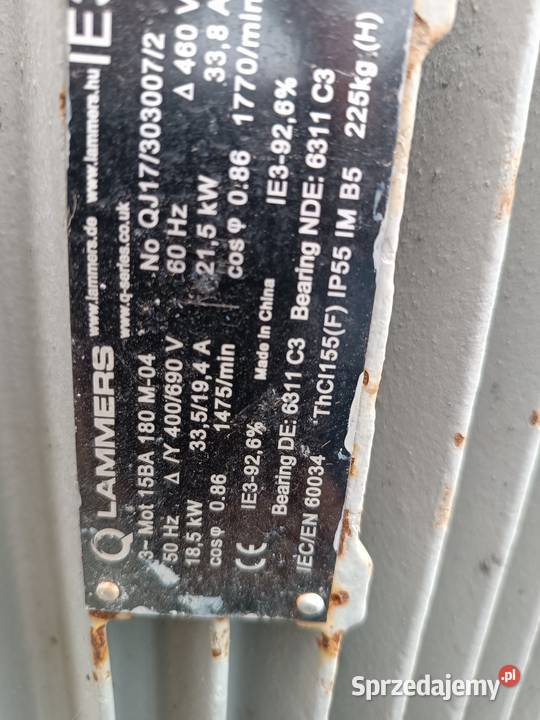 LAMMERS
www.lammers.de www.lammers.hu
www.q-series.co.uk
IE3
3~ Mot 15BA 180 M-04 No QJ17/303007/2
50 Hz Δ/Y 400/690 V 60 Hz Δ 460 V
18,5 kW 33,5/19,4 A 21,5 kW 33,8 A
cos φ 0.86 1475/min cos φ 0.86 1770/min
CE IE3-92,6% Made in China IE3-92,6%
Bearing DE: 6311 C3 Bearing NDE: 6311 C3
IEC/EN 60034 ThCl155(F) IP55 IM B5 225kg (H)
Sprzedajemy.pl